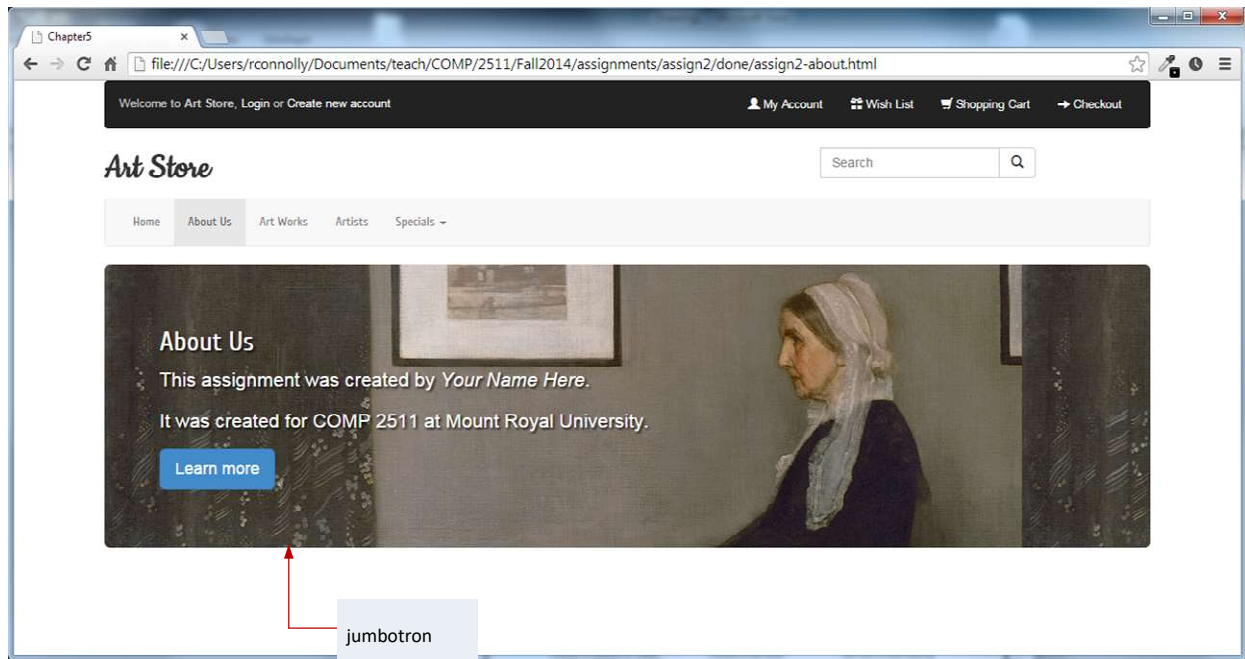 Chapter5
file:///C:/Users/rconnolly/Documents/teach/COMP/2511/Fall2014/assignments/assign2/done/assign2-about.html
Welcome to Art Store, Login or Create new account My Account Wish List Shopping Cart Checkout
Art Store Search
Home About Us Art Works Artists Specials
About Us
This assignment was created by Your Name Here.
It was created for COMP 2511 at Mount Royal University.
Learn more
jumbotron